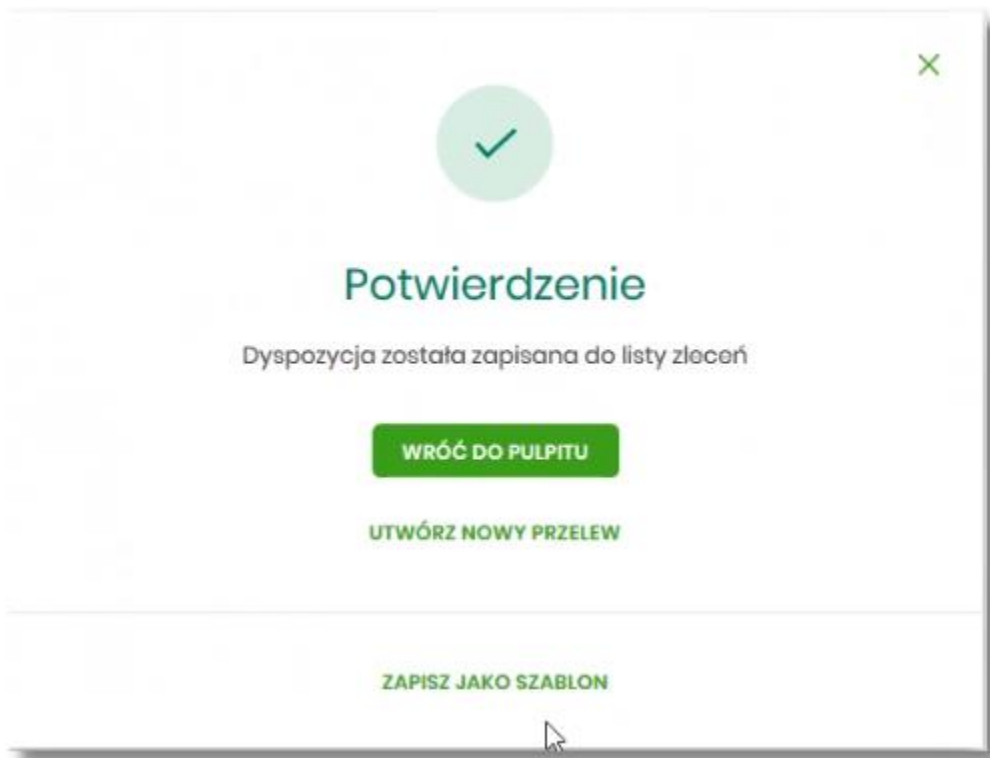 Potwierdzenie
Dyspozycja została zapisana do listy zleceń
WRÓĆ DO PULPITU
UTWÓRZ NOWY PRZELEW
ZAPISZ JAKO SZABLON